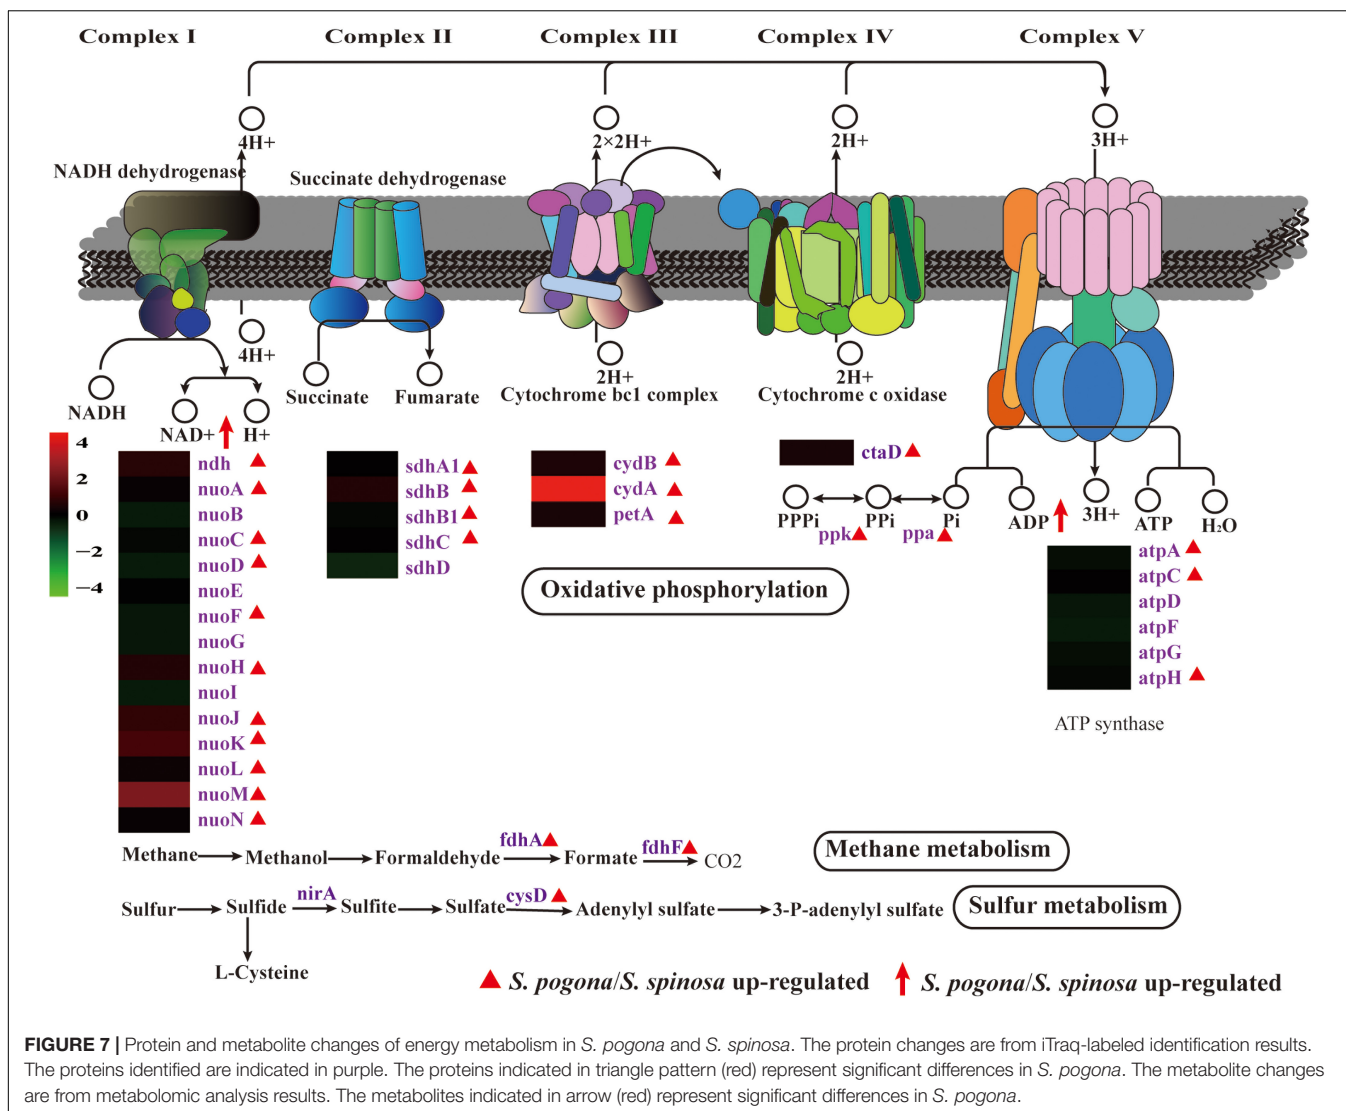 Complex I Complex II Complex III Complex IV Complex V
4H+ 2×2H+ 2H+ 3H+
NADH dehydrogenase Succinate dehydrogenase
4H+ 2H+ 2H+
Succinate Fumarate Cytochrome bc1 complex Cytochrome c oxidase
NADH
NAD+ H+
4
2
0
−2
−4
ndh
nuoA
nuoB
nuoC
nuoD
nuoE
nuoF
nuoG
nuoH
nuoI
nuoJ
nuoK
nuoL
nuoM
nuoN
sdhA1
sdhB
sdhB1
sdhC
sdhD
cydB
cydA
petA
ctaD
PPPi PPi Pi ADP 3H+ ATP H₂O
ppk ppa
atpA
atpC
atpD
atpF
atpG
atpH
ATP synthase
Oxidative phosphorylation
fdhA fdhF
Methane Methanol Formaldehyde Formate CO2 Methane metabolism
nirA cysD
Sulfur Sulfide Sulfite Sulfate Adenylyl sulfate 3-P-adenylyl sulfate Sulfur metabolism
L-Cysteine
S. pogona/S. spinosa up-regulated S. pogona/S. spinosa up-regulated
FIGURE 7 | Protein and metabolite changes of energy metabolism in S. pogona and S. spinosa. The protein changes are from iTraq-labeled identification results.
The proteins identified are indicated in purple. The proteins indicated in triangle pattern (red) represent significant differences in S. pogona. The metabolite changes
are from metabolomic analysis results. The metabolites indicated in arrow (red) represent significant differences in S. pogona.